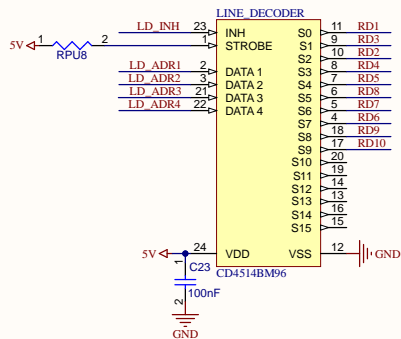 LINE_DECODER
LD_INH 23 INH S0 11 RD1
5V 1 2 1 STROBE S1 9 RD3
RPU8 S2 10 RD2
LD_ADR1 2 DATA 1 S3 8 RD4
LD_ADR2 3 DATA 2 S4 7 RD5
LD_ADR3 21 DATA 3 S5 6 RD8
LD_ADR4 22 DATA 4 S6 5 RD7
S7 4 RD6
S8 18 RD9
S9 17 RD10
S10 20
S11 19
S12 14
S13 13
S14 16
S15 15
5V 24 VDD VSS 12 GND
1 C23 CD4514BM96
100nF
2
GND